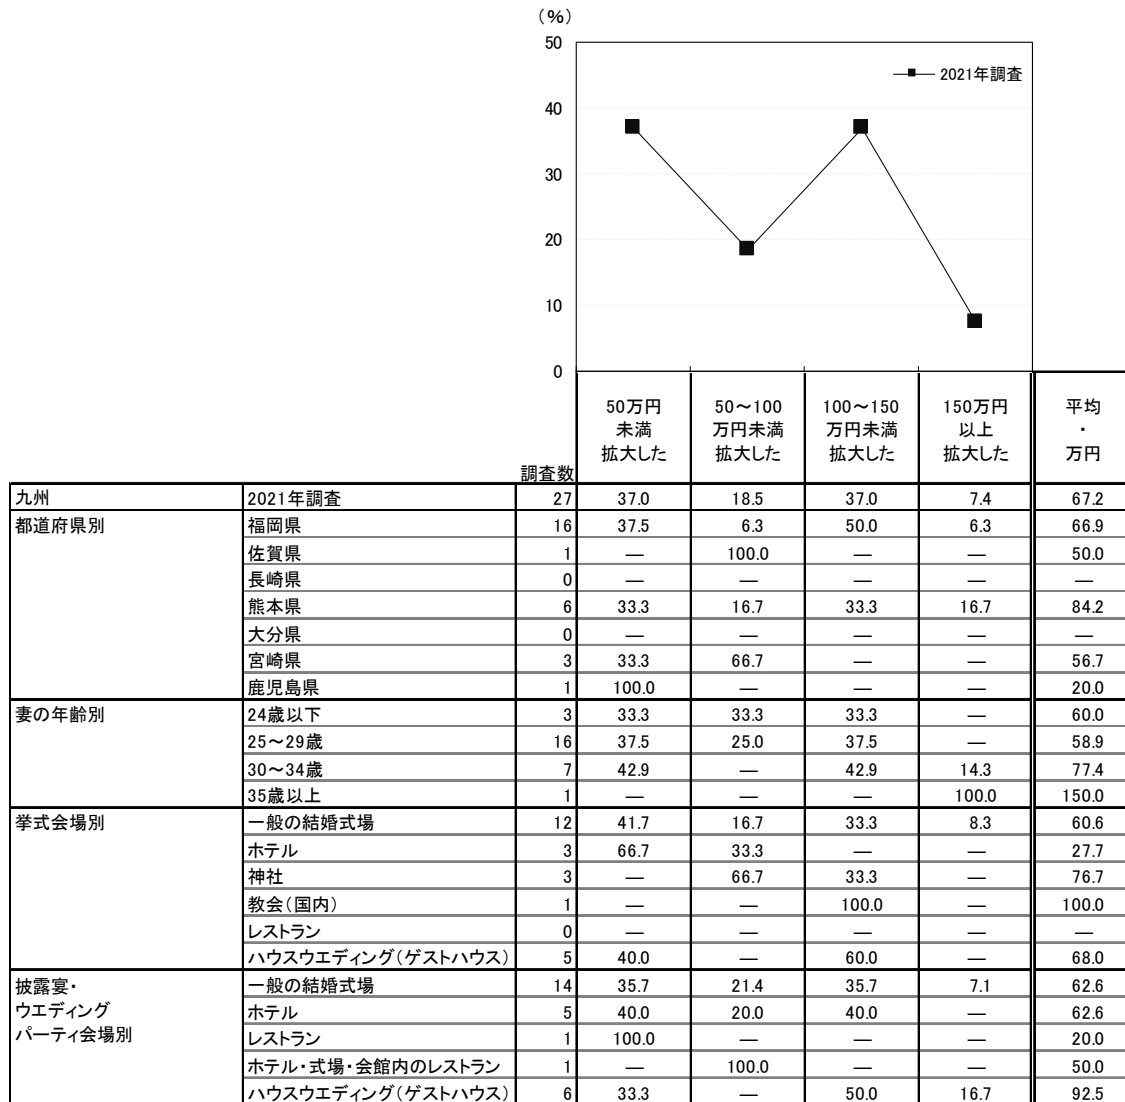 （％）
50
40
30
20
10
0
2021年調査
50万円
未満
拡大した
50～100
万円未満
拡大した
100～150
万円未満
拡大した
150万円
以上
拡大した
平均
・
万円
調査数
九州 2021年調査 27 37.0 18.5 37.0 7.4 67.2
都道府県別 福岡県 16 37.5 6.3 50.0 6.3 66.9
佐賀県 1 ― 100.0 ― ― 50.0
長崎県 0 ― ― ― ― ―
熊本県 6 33.3 16.7 33.3 16.7 84.2
大分県 0 ― ― ― ― ―
宮崎県 3 33.3 66.7 ― ― 56.7
鹿児島県 1 100.0 ― ― ― 20.0
妻の年齢別 24歳以下 3 33.3 33.3 33.3 ― 60.0
25～29歳 16 37.5 25.0 37.5 ― 58.9
30～34歳 7 42.9 ― 42.9 14.3 77.4
35歳以上 1 ― ― ― 100.0 150.0
挙式会場別 一般の結婚式場 12 41.7 16.7 33.3 8.3 60.6
ホテル 3 66.7 33.3 ― ― 27.7
神社 3 ― 66.7 33.3 ― 76.7
教会（国内） 1 ― ― 100.0 ― 100.0
レストラン 0 ― ― ― ― ―
ハウスウエディング（ゲストハウス） 5 40.0 ― 60.0 ― 68.0
披露宴・ 一般の結婚式場 14 35.7 21.4 35.7 7.1 62.6
ウエディング ホテル 5 40.0 20.0 40.0 ― 62.6
パーティ会場別 レストラン 1 100.0 ― ― ― 20.0
ホテル・式場・会館内のレストラン 1 ― 100.0 ― ― 50.0
ハウスウエディング（ゲストハウス） 6 33.3 ― 50.0 16.7 92.5